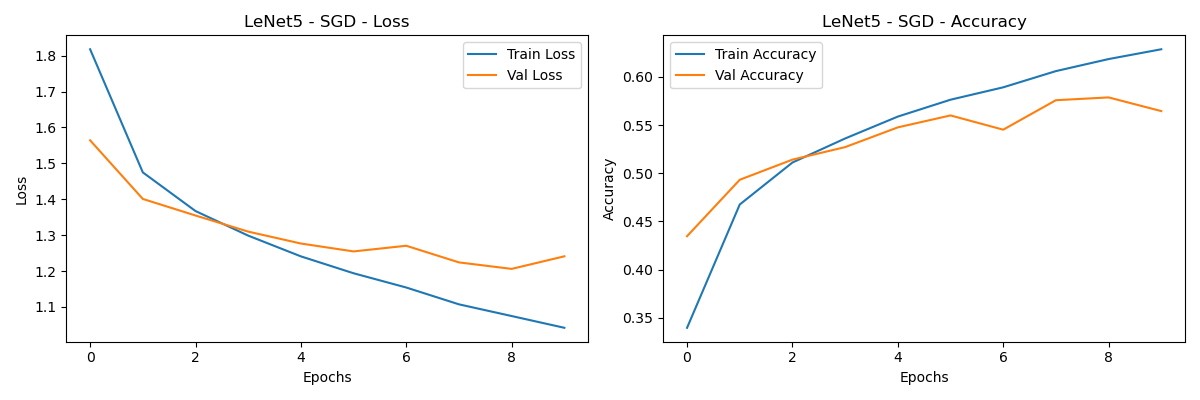 LeNet5 - SGD - Loss
Train Loss
Val Loss
1.8
1.7
1.6
1.5
1.4
1.3
1.2
1.1
Loss
0 2 4 6 8
Epochs
LeNet5 - SGD - Accuracy
Train Accuracy
Val Accuracy
0.60
0.55
0.50
0.45
0.40
0.35
Accuracy
0 2 4 6 8
Epochs